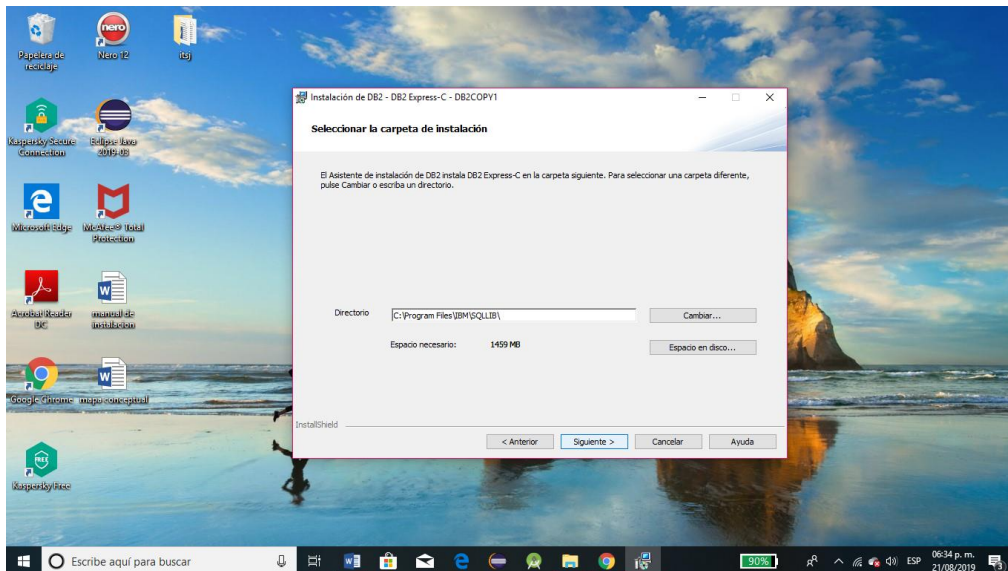 Papelera de
reciclaje
nero
Nero 12
itsj
Kaspersky Secure
Connection
Eclipse Java
2019-03
Microsoft Edge
McAfee® Total
Protection
Acrobat Reader
DC
manual de
instalacion
Google Chrome
mapa conceptual
FREE
Kaspersky Free
Instalación de DB2 - DB2 Express-C - DB2COPY1
Seleccionar la carpeta de instalación
El Asistente de instalación de DB2 instala DB2 Express-C en la carpeta siguiente. Para seleccionar una carpeta diferente,
pulse Cambiar o escriba un directorio.
Directorio
C:\Program Files\IBM\SQLLIB\
Cambiar...
Espacio necesario:
1459 MB
Espacio en disco...
InstallShield
< Anterior
Siguiente >
Cancelar
Ayuda
Escribe aquí para buscar
90%
ESP
06:34 p. m.
21/08/2019
3